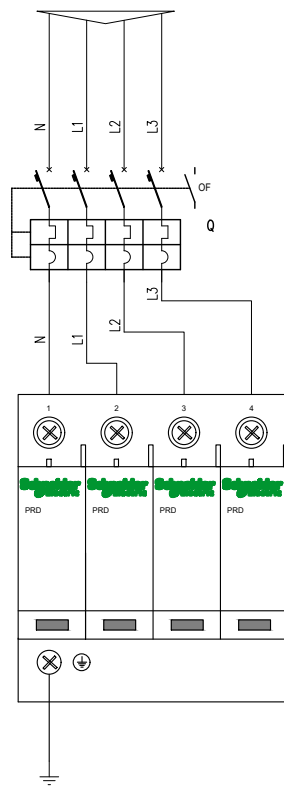 N L1 L2 L3
OF
Q
N L1 L2 L3
1 2 3 4
Schneider Electric Schneider Electric Schneider Electric Schneider Electric
PRD PRD PRD PRD